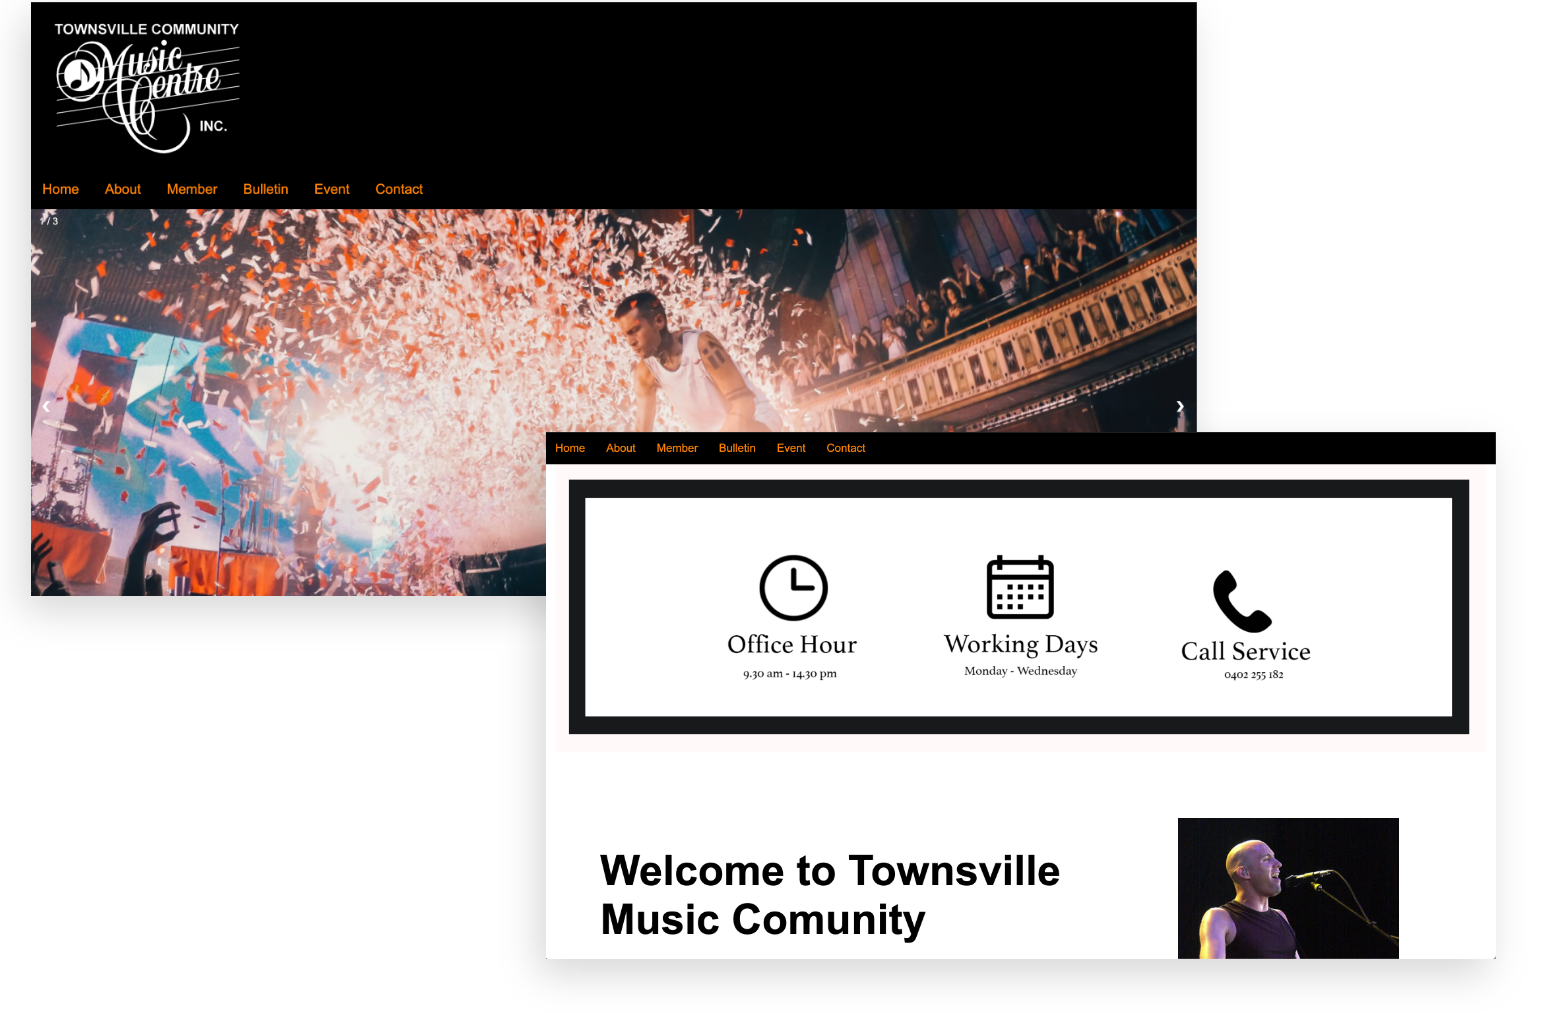 TOWNSVILLE COMMUNITY
Music
Centre
INC.
Home About Member Bulletin Event Contact
1 / 3
Home About Member Bulletin Event Contact
Office Hour
9.30 am - 14.30 pm
Working Days
Monday - Wednesday
Call Service
0402 255 182
Welcome to Townsville
Music Comunity